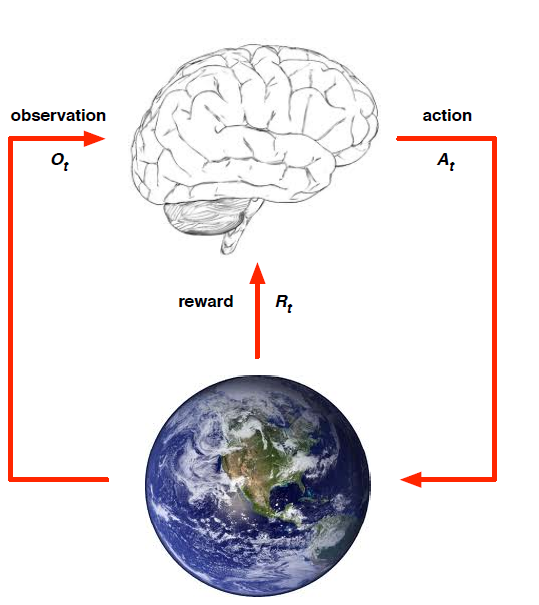 observation
action
O_t
A_t
reward
R_t